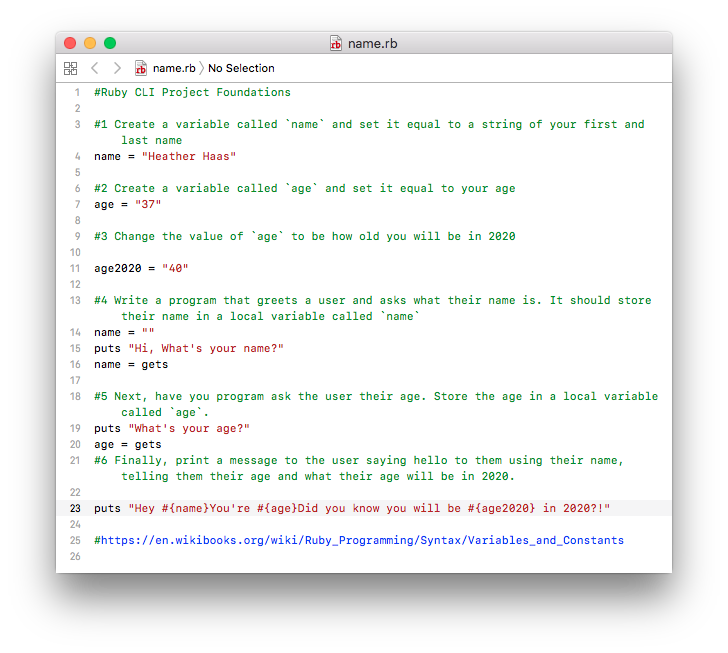 name.rb
name.rb 〉 No Selection
1 #Ruby CLI Project Foundations
2
3 #1 Create a variable called `name` and set it equal to a string of your first and
last name
4 name = "Heather Haas"
5
6 #2 Create a variable called `age` and set it equal to your age
7 age = "37"
8
9 #3 Change the value of `age` to be how old you will be in 2020
10
11 age2020 = "40"
12
13 #4 Write a program that greets a user and asks what their name is. It should store
their name in a local variable called `name`
14 name = ""
15 puts "Hi, What's your name?"
16 name = gets
17
18 #5 Next, have you program ask the user their age. Store the age in a local variable
called `age`.
19 puts "What's your age?"
20 age = gets
21 #6 Finally, print a message to the user saying hello to them using their name,
telling them their age and what their age will be in 2020.
22
23 puts "Hey #{name}You're #{age}Did you know you will be #{age2020} in 2020?!"
24
25 #https://en.wikibooks.org/wiki/Ruby_Programming/Syntax/Variables_and_Constants
26